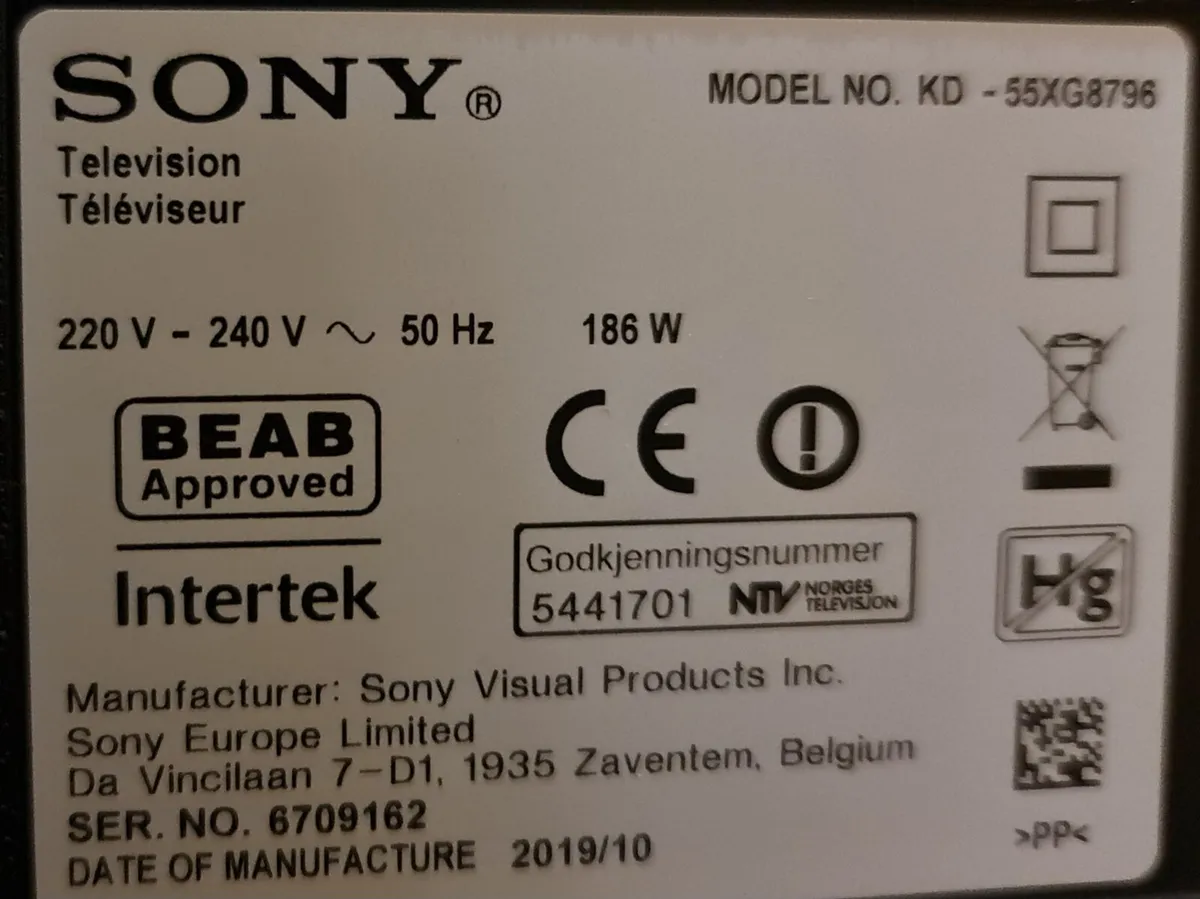 SONY®
MODEL NO. KD - 55XG8796
Television
Téléviseur
220 V - 240 V ~ 50 Hz 186 W
BEAB
Approved
Intertek
CE
Godkjenningsnummer
5441701 NTV NORGES
TELEVISJON
Hg
Manufacturer: Sony Visual Products Inc.
Sony Europe Limited
Da Vincilaan 7-D1, 1935 Zaventem, Belgium
SER. NO. 6709162
DATE OF MANUFACTURE 2019/10
>PP<